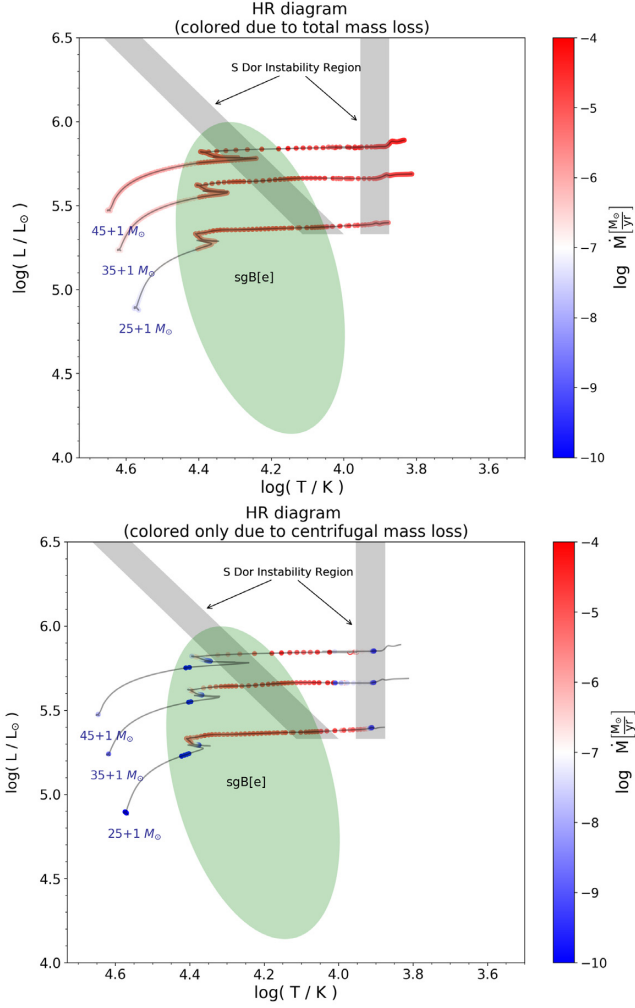 HR diagram
(colored due to total mass loss)
6.5
6.0
5.5
5.0
4.5
4.0
log( L / L⊙)
S Dor Instability Region
45+1 M⊙
35+1 M⊙
25+1 M⊙
sgB[e]
4.6 4.4 4.2 4.0 3.8 3.6
log( T / K )
−4
−5
−6
−7
−8
−9
−10
log Ṁ[M⊙/yr]
HR diagram
(colored only due to centrifugal mass loss)
6.5
6.0
5.5
5.0
4.5
4.0
log( L / L⊙)
S Dor Instability Region
45+1 M⊙
35+1 M⊙
25+1 M⊙
sgB[e]
4.6 4.4 4.2 4.0 3.8 3.6
log( T / K )
−4
−5
−6
−7
−8
−9
−10
log Ṁ[M⊙/yr]